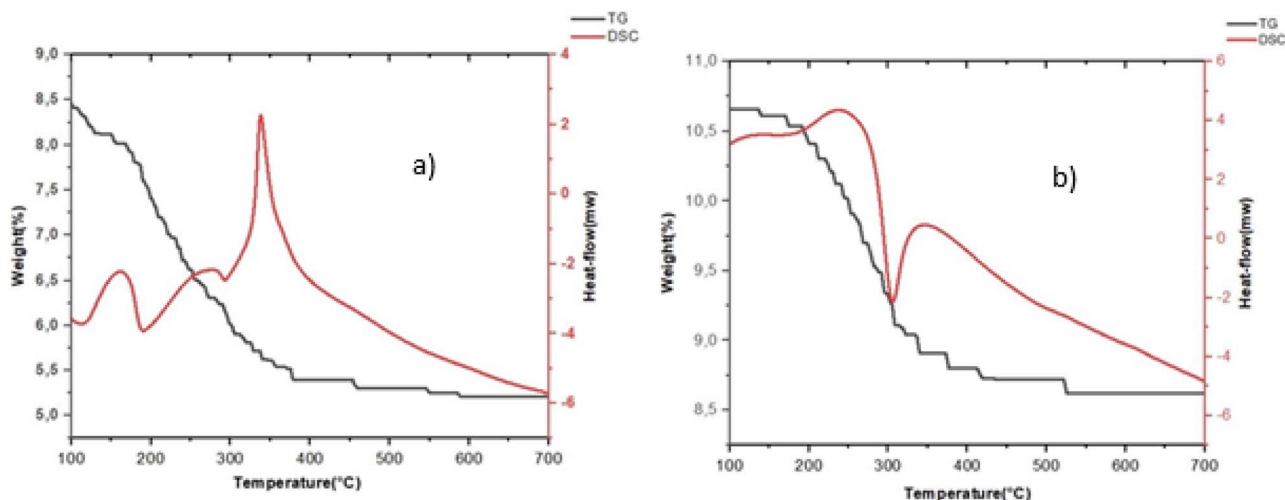 TG
DSC
9,0
8,5
8,0
7,5
7,0
6,5
6,0
5,5
5,0
Weight(%)
4
2
0
-2
-4
-6
Heat-flow(mw)
a)
100 200 300 400 500 600 700
Temperature(°C)
TG
DSC
11,0
10,5
10,0
9,5
9,0
8,5
Weight(%)
6
4
2
0
-2
-4
-6
Heat-flow(mw)
b)
100 200 300 400 500 600 700
Temperature(°C)